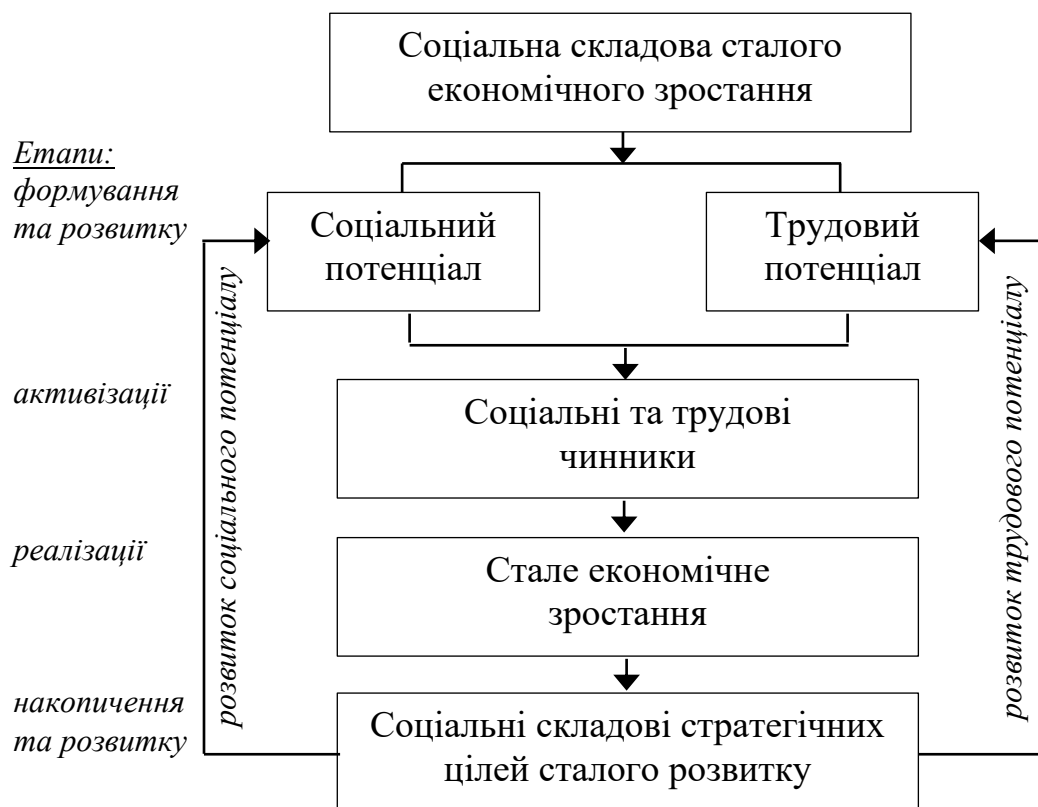 Соціальна складова сталого
економічного зростання
Етапи:
формування
та розвитку
Соціальний
потенціал
Трудовий
потенціал
розвиток соціального потенціалу
розвиток трудового потенціалу
активізації
Соціальні та трудові
чинники
реалізації
Стале економічне
зростання
накопичення
та розвитку
Соціальні складові стратегічних
цілей сталого розвитку